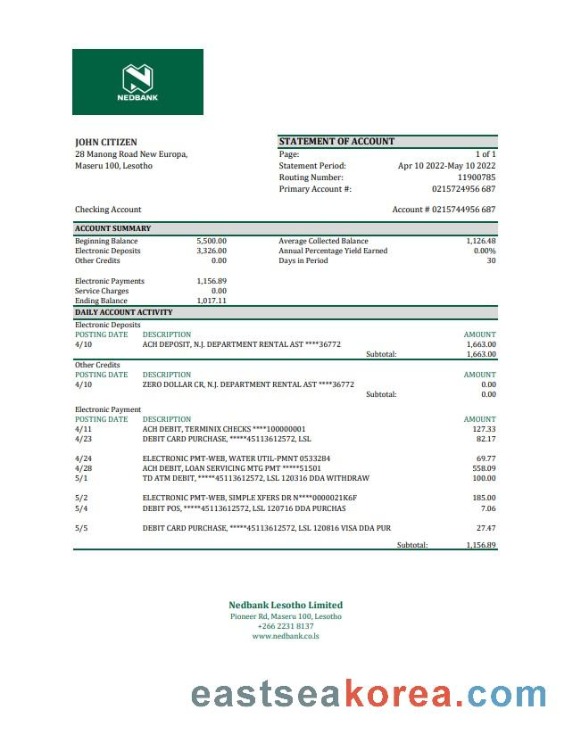 NEDBANK
JOHN CITIZEN
28 Manong Road New Europa,
Maseru 100, Lesotho
STATEMENT OF ACCOUNT
Page: 1 of 1
Statement Period: Apr 10 2022-May 10 2022
Routing Number: 11900785
Primary Account #: 0215724956 687
Checking Account Account # 0215744956 687
ACCOUNT SUMMARY
Beginning Balance 5,500.00 Average Collected Balance 1,126.48
Electronic Deposits 3,326.00 Annual Percentage Yield Earned 0.00%
Other Credits 0.00 Days in Period 30
Electronic Payments 1,156.89
Service Charges 0.00
Ending Balance 1,017.11
DAILY ACCOUNT ACTIVITY
Electronic Deposits
POSTING DATE DESCRIPTION AMOUNT
4/10 ACH DEPOSIT, N.J. DEPARTMENT RENTAL AST ****36772 1,663.00
Subtotal: 1,663.00
Other Credits
POSTING DATE DESCRIPTION AMOUNT
4/10 ZERO DOLLAR CR, N.J. DEPARTMENT RENTAL AST ****36772 0.00
Subtotal: 0.00
Electronic Payment
POSTING DATE DESCRIPTION AMOUNT
4/11 ACH DEBIT, TERMINIX CHECKS ****100000001 127.33
4/23 DEBIT CARD PURCHASE, *****45113612572, LSL 82.17
4/24 ELECTRONIC PMT-WEB, WATER UTIL-PMNT 0533284 69.77
4/28 ACH DEBIT, LOAN SERVICING MTG PMT *****51501 558.09
5/1 TD ATM DEBIT, *****45113612572, LSL 120316 DDA WITHDRAW 100.00
5/2 ELECTRONIC PMT-WEB, SIMPLE XFERS DR N****0000021K6F 185.00
5/4 DEBIT POS, *****45113612572, LSL 120716 DDA PURCHAS 7.06
5/5 DEBIT CARD PURCHASE, *****45113612572, LSL 120816 VISA DDA PUR 27.47
Subtotal: 1,156.89
Nedbank Lesotho Limited
Pioneer Rd, Maseru 100, Lesotho
+266 2231 8137
www.nedbank.co.ls
eastseakorea.com